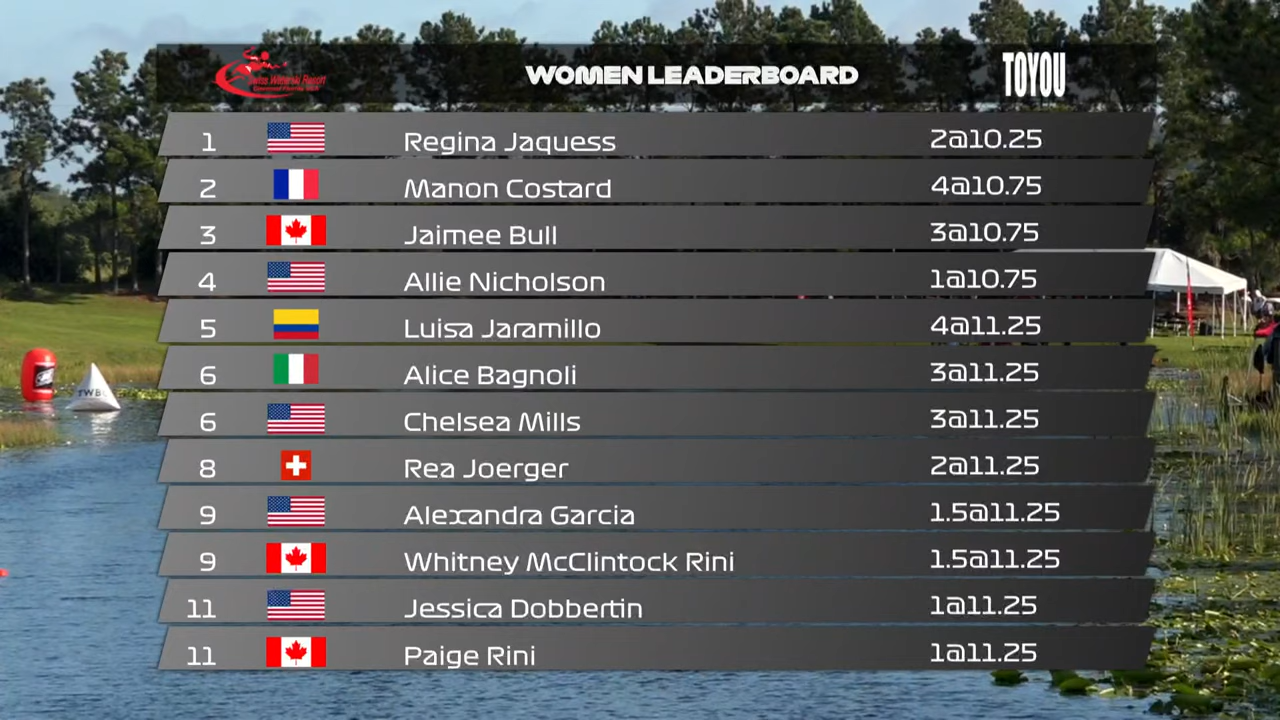 Swiss Waterski Resort
WOMEN LEADERBOARD
TOYOU
1 Regina Jaquess 2@10.25
2 Manon Costard 4@10.75
3 Jaimee Bull 3@10.75
4 Allie Nicholson 1@10.75
5 Luisa Jaramillo 4@11.25
6 Alice Bagnoli 3@11.25
6 Chelsea Mills 3@11.25
8 Rea Joerger 2@11.25
9 Alexandra Garcia 1.5@11.25
9 Whitney McClintock Rini 1.5@11.25
11 Jessica Dobbertin 1@11.25
11 Paige Rini 1@11.25
TWBC